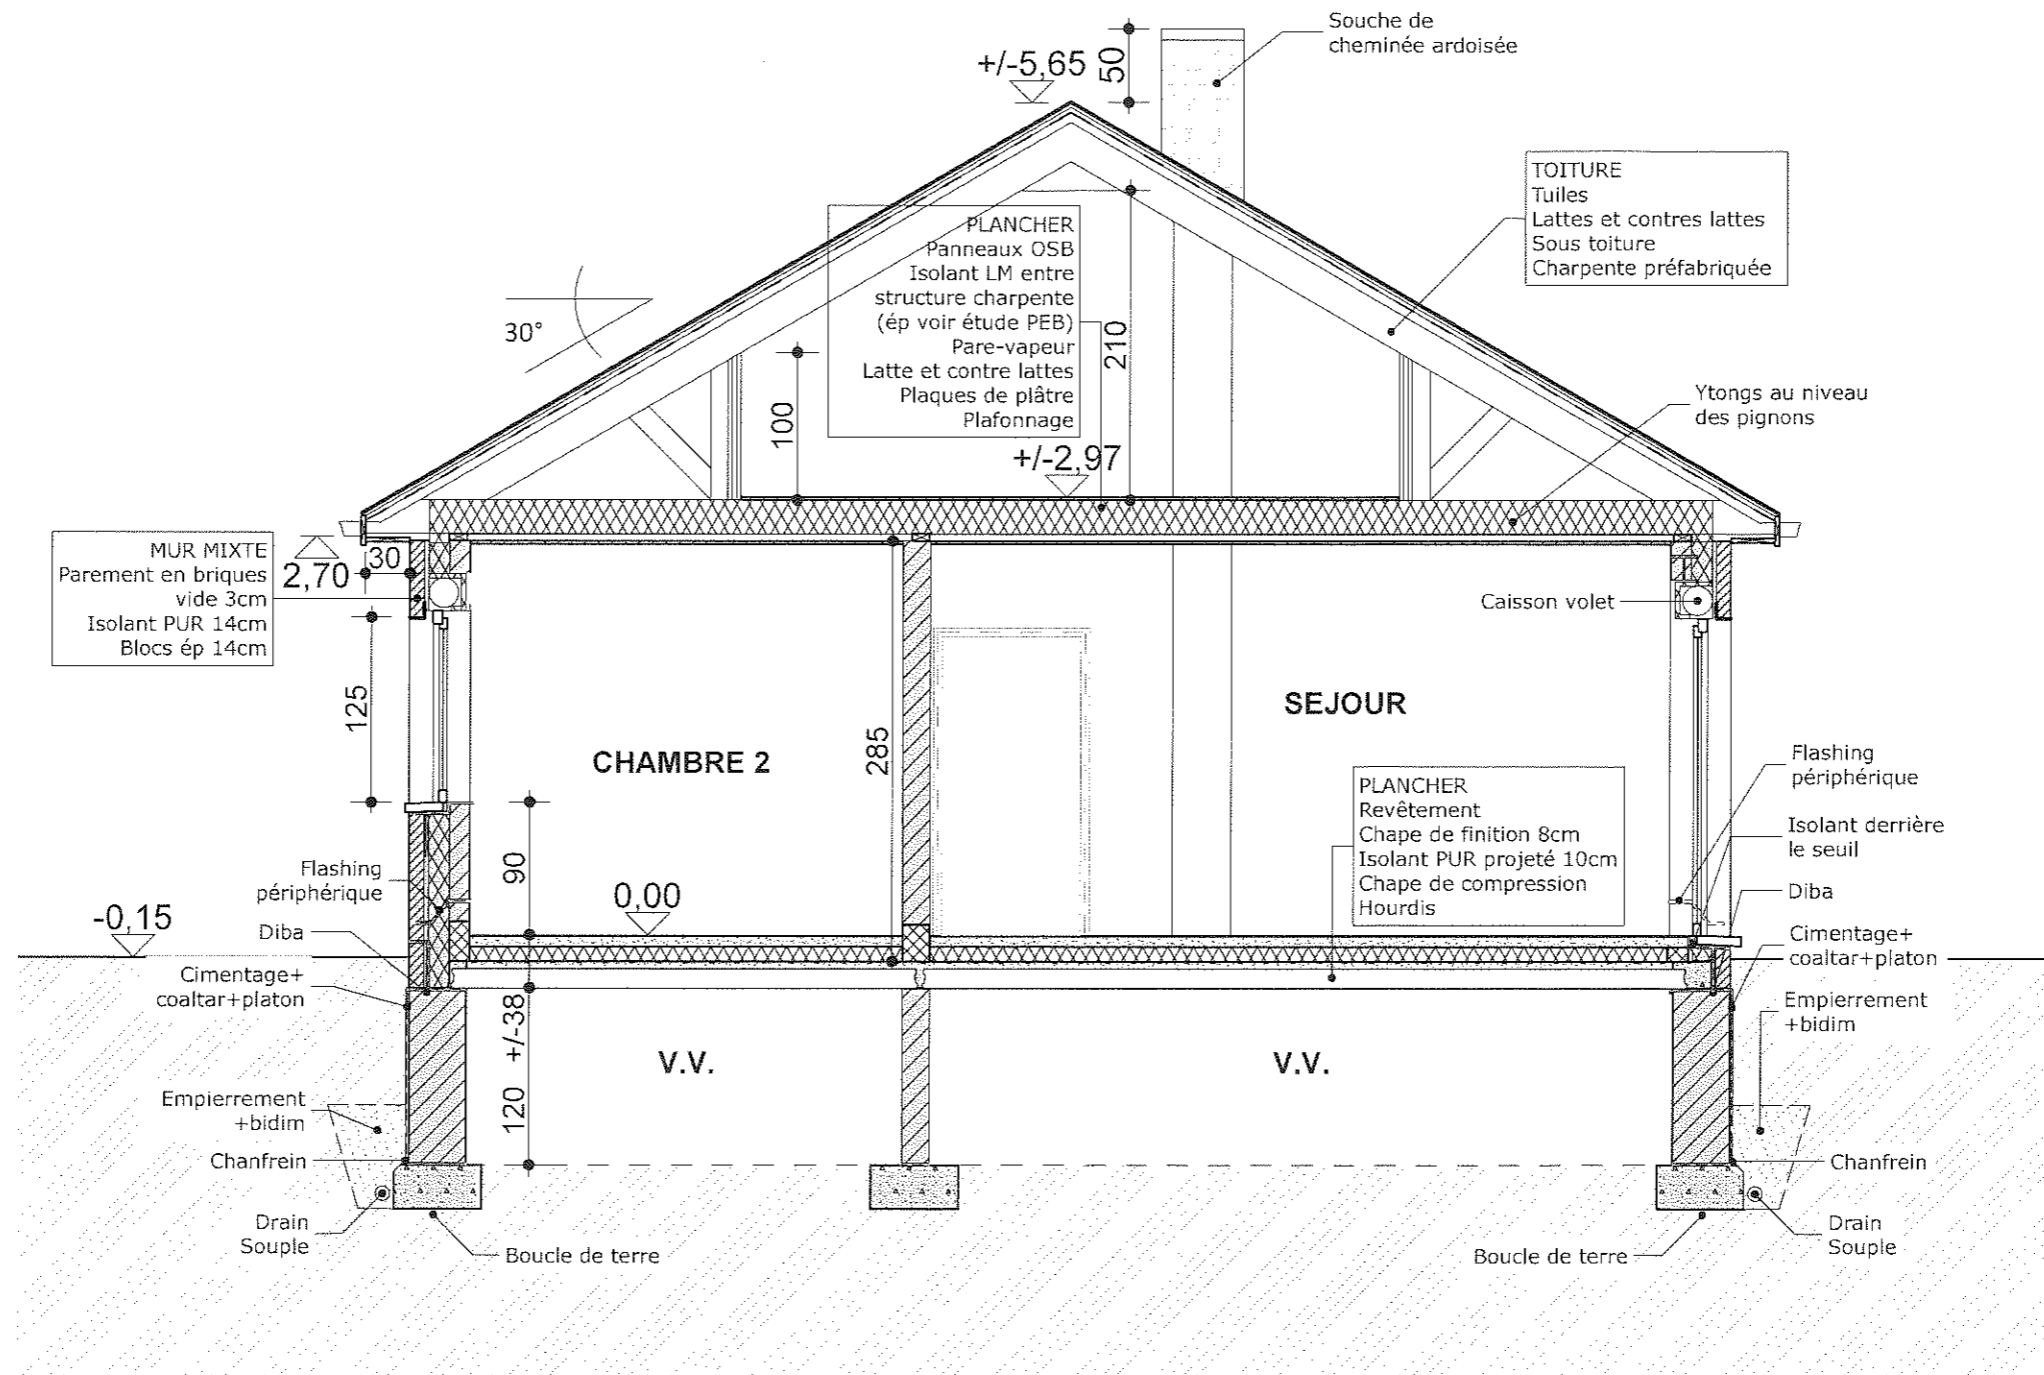 Souche de
cheminée ardoisée
+/-5,65
50
TOITURE
Tuiles
Lattes et contres lattes
Sous toiture
Charpente préfabriquée
PLANCHER
Panneaux OSB
Isolant LM entre
structure charpente
(ép voir étude PEB)
Pare-vapeur
Latte et contre lattes
Plaques de plâtre
Plafonnage
30°
210
100
Ytongs au niveau
des pignons
+/-2,97
MUR MIXTE
Parement en briques
vide 3cm
Isolant PUR 14cm
Blocs ép 14cm
2,70
30
Caisson volet
125
285
CHAMBRE 2
SEJOUR
PLANCHER
Revêtement
Chape de finition 8cm
Isolant PUR projeté 10cm
Chape de compression
Hourdis
Flashing
périphérique
Isolant derrière
le seuil
Diba
Cimentage+
coaltar+platon
Empierrement
+bidim
90
0,00
Flashing
périphérique
-0,15
Diba
Cimentage+
coaltar+platon
+/-38
120
V.V.
V.V.
Empierrement
+bidim
Chanfrein
Chanfrein
Drain
Souple
Boucle de terre
Boucle de terre
Drain
Souple